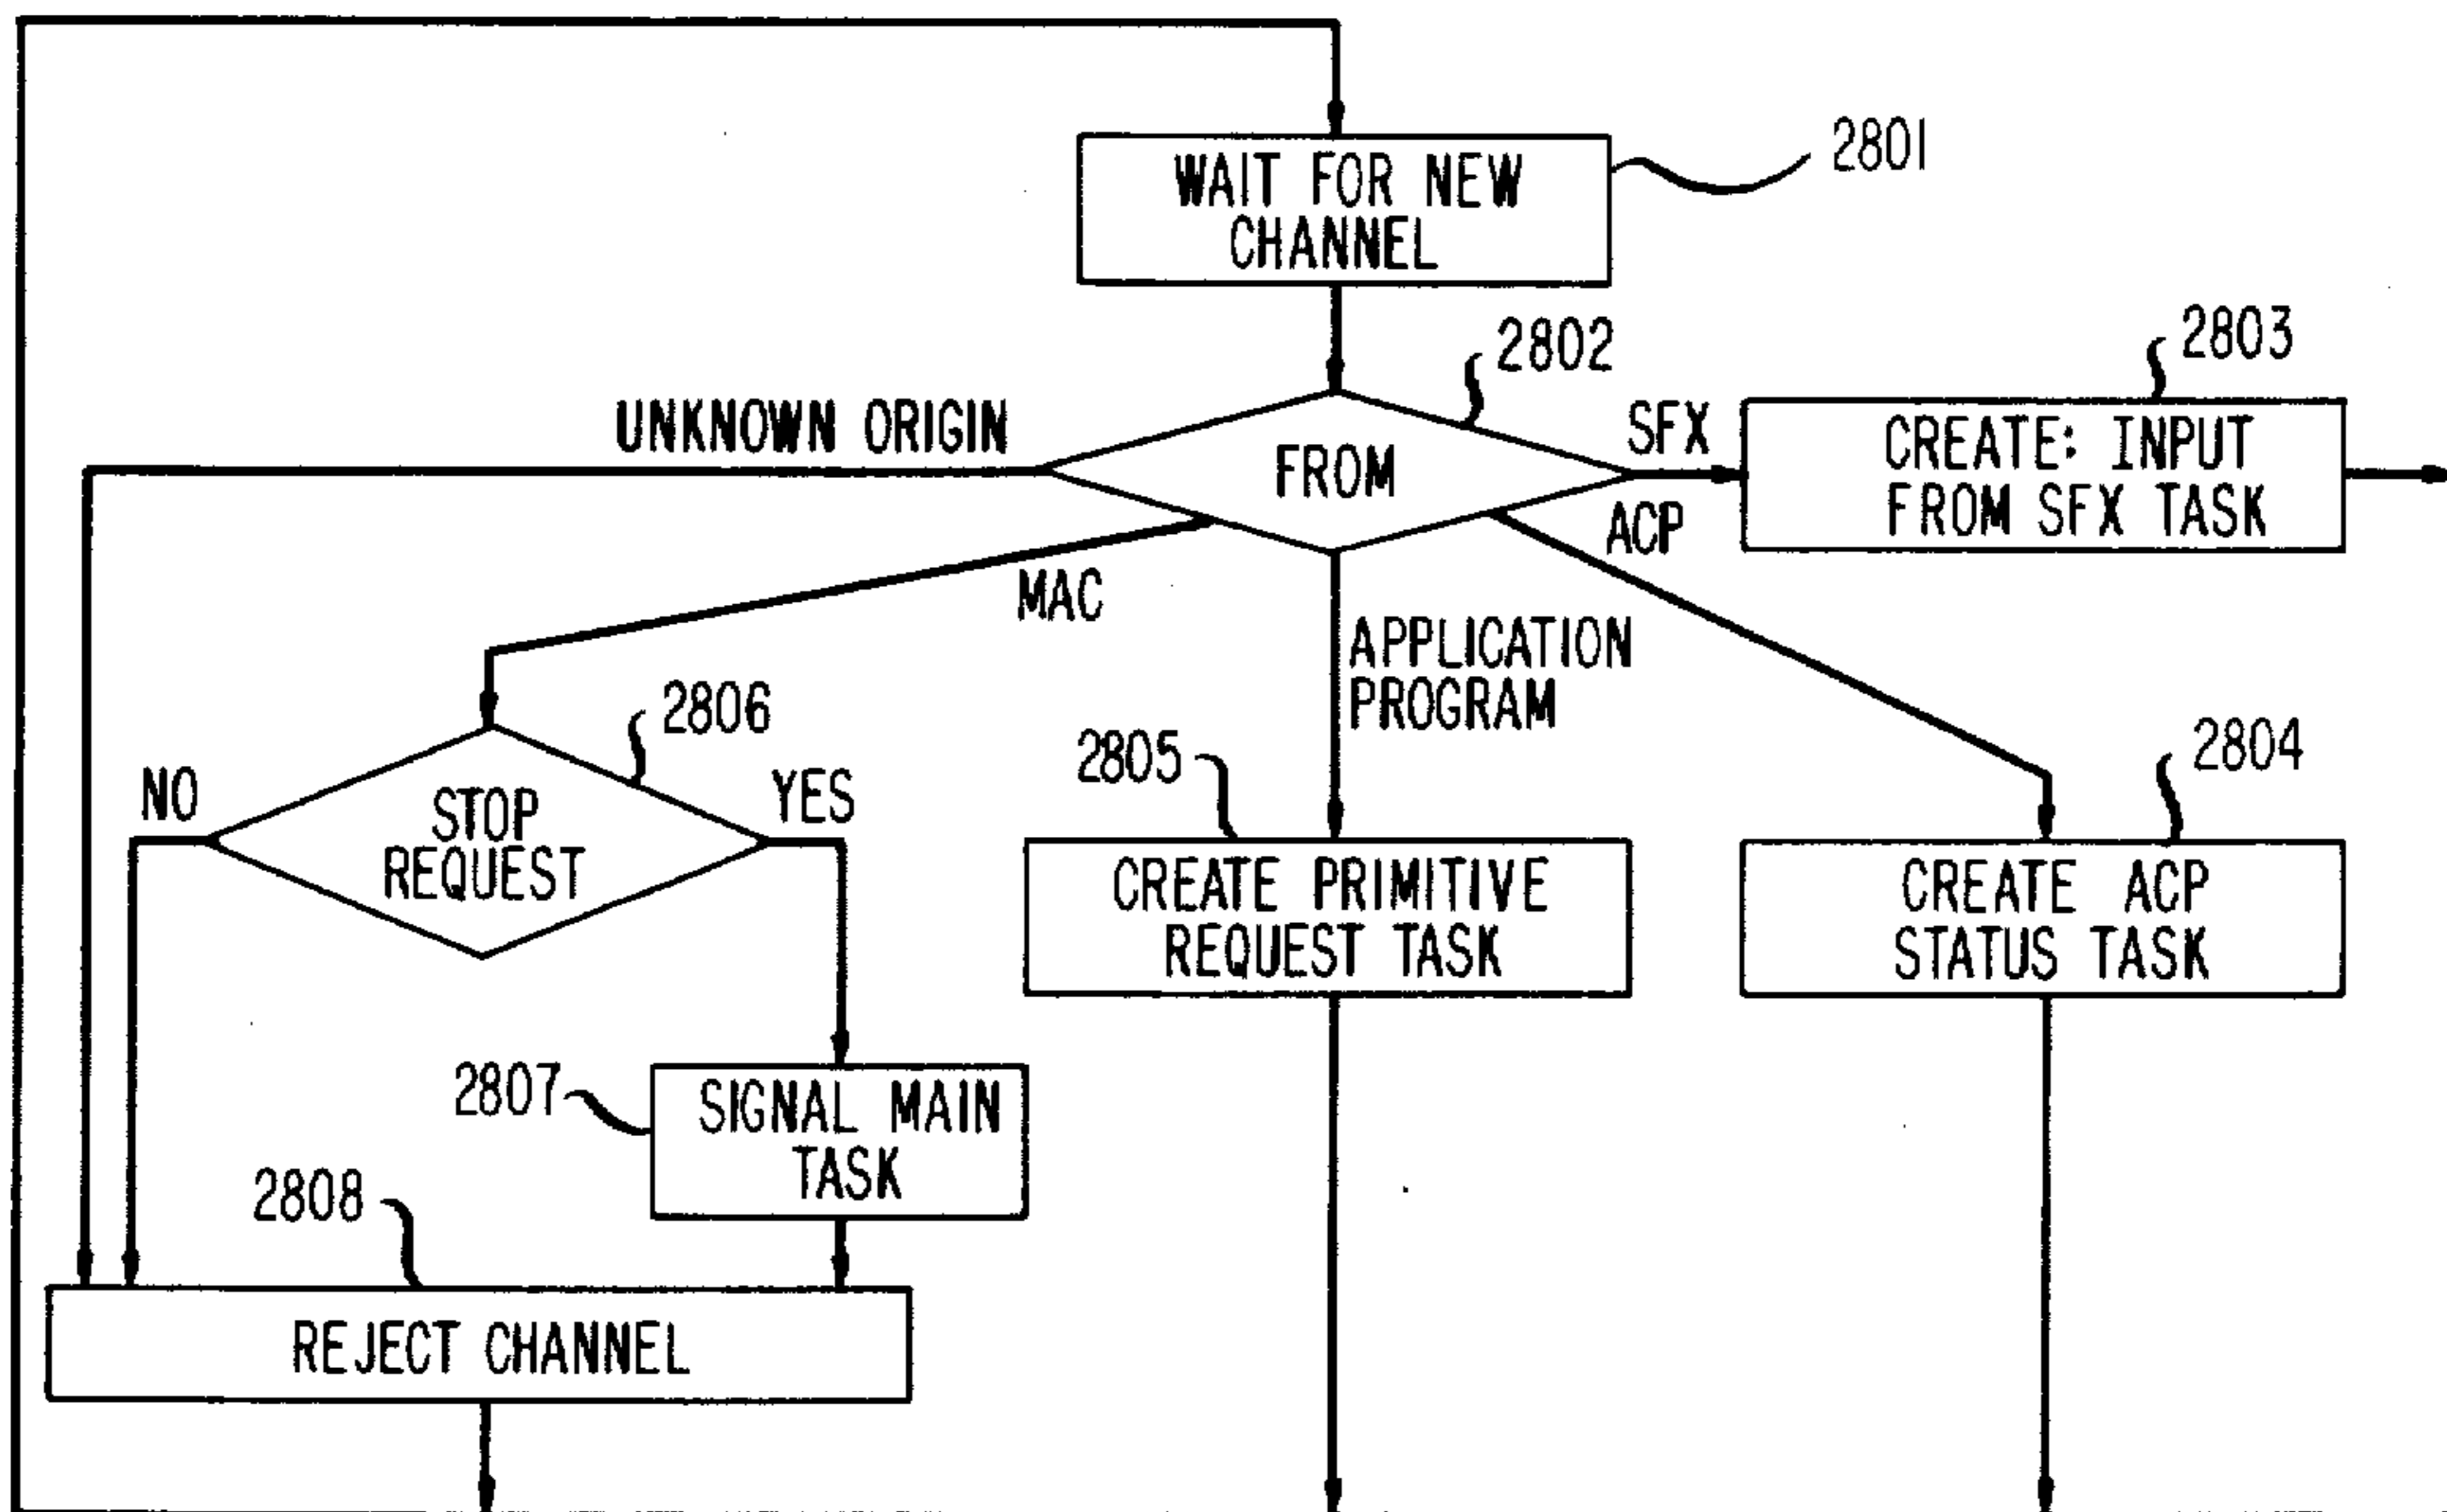 WAIT FOR NEW
CHANNEL
2801
2802
2803
UNKNOWN ORIGIN
FROM
SFX
CREATE: INPUT
FROM SFX TASK
ACP
MAC
APPLICATION
PROGRAM
2806
2805
2804
NO
STOP
REQUEST
YES
CREATE PRIMITIVE
REQUEST TASK
CREATE ACP
STATUS TASK
2807
SIGNAL MAIN
TASK
2808
REJECT CHANNEL